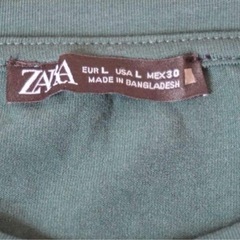 ZARA
EUR L USA L MEX 30
MADE IN BANGLADESH